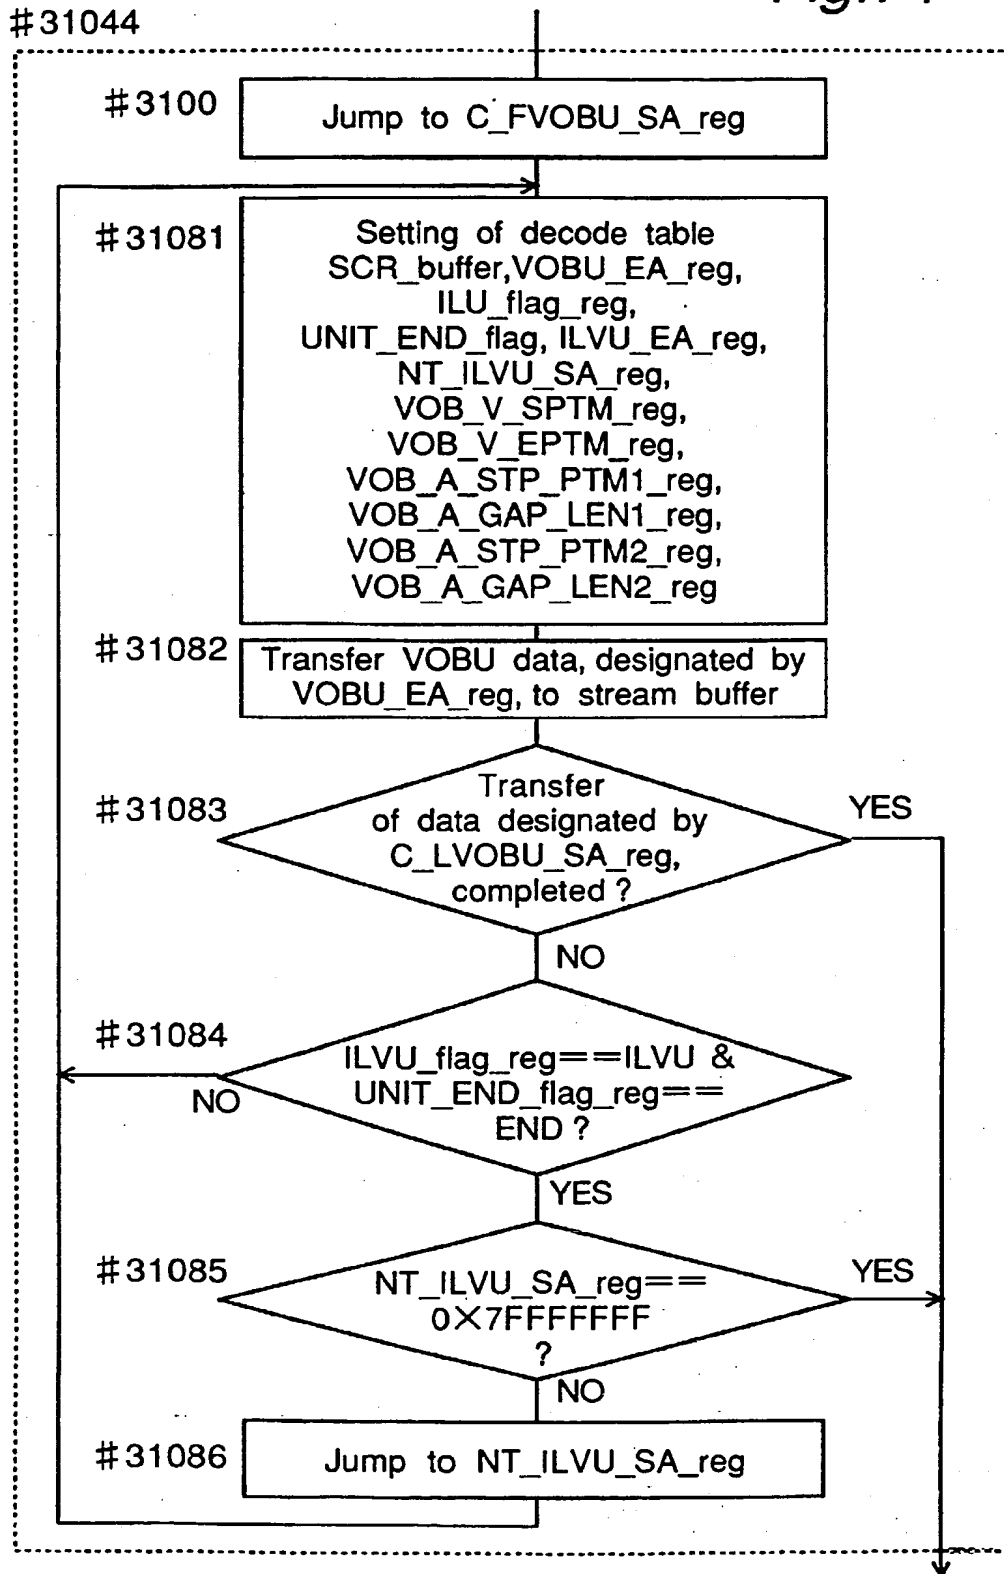 #31044
#3100
Jump to C_FVOBU_SA_reg
#31081
Setting of decode table
SCR_buffer,VOBU_EA_reg,
ILU_flag_reg,
UNIT_END_flag, ILVU_EA_reg,
NT_ILVU_SA_reg,
VOB_V_SPTM_reg,
VOB_V_EPTM_reg,
VOB_A_STP_PTM1_reg,
VOB_A_GAP_LEN1_reg,
VOB_A_STP_PTM2_reg,
VOB_A_GAP_LEN2_reg
#31082
Transfer VOBU data, designated by
VOBU_EA_reg, to stream buffer
#31083
Transfer
of data designated by
C_LVOBU_SA_reg,
completed ?
YES
NO
#31084
ILVU_flag_reg==ILVU &
UNIT_END_flag_reg==
END ?
NO
YES
#31085
NT_ILVU_SA_reg==
0X7FFFFFFF
?
YES
NO
#31086
Jump to NT_ILVU_SA_reg